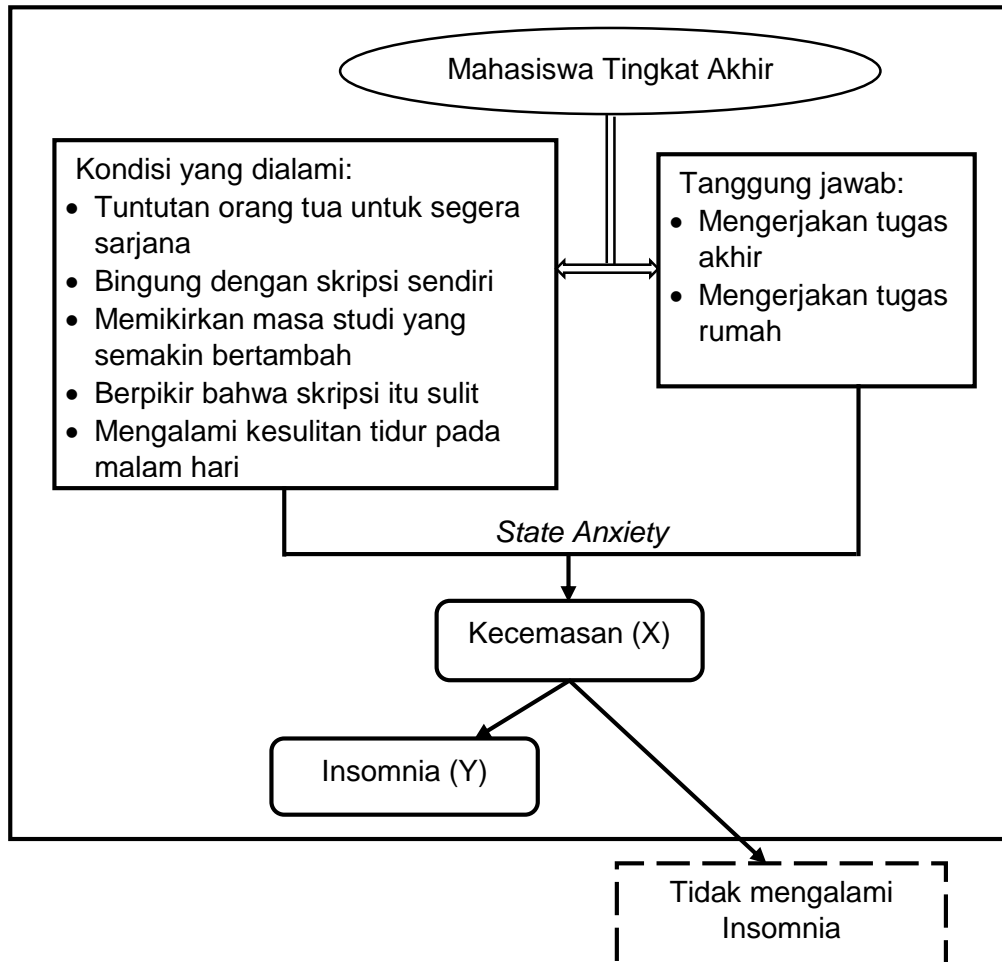 Mahasiswa Tingkat Akhir
Kondisi yang dialami:
• Tuntutan orang tua untuk segera
sarjana
• Bingung dengan skripsi sendiri
• Memikirkan masa studi yang
semakin bertambah
• Berpikir bahwa skripsi itu sulit
• Mengalami kesulitan tidur pada
malam hari
Tanggung jawab:
• Mengerjakan tugas
akhir
• Mengerjakan tugas
rumah
State Anxiety
Kecemasan (X)
Insomnia (Y)
Tidak mengalami
Insomnia